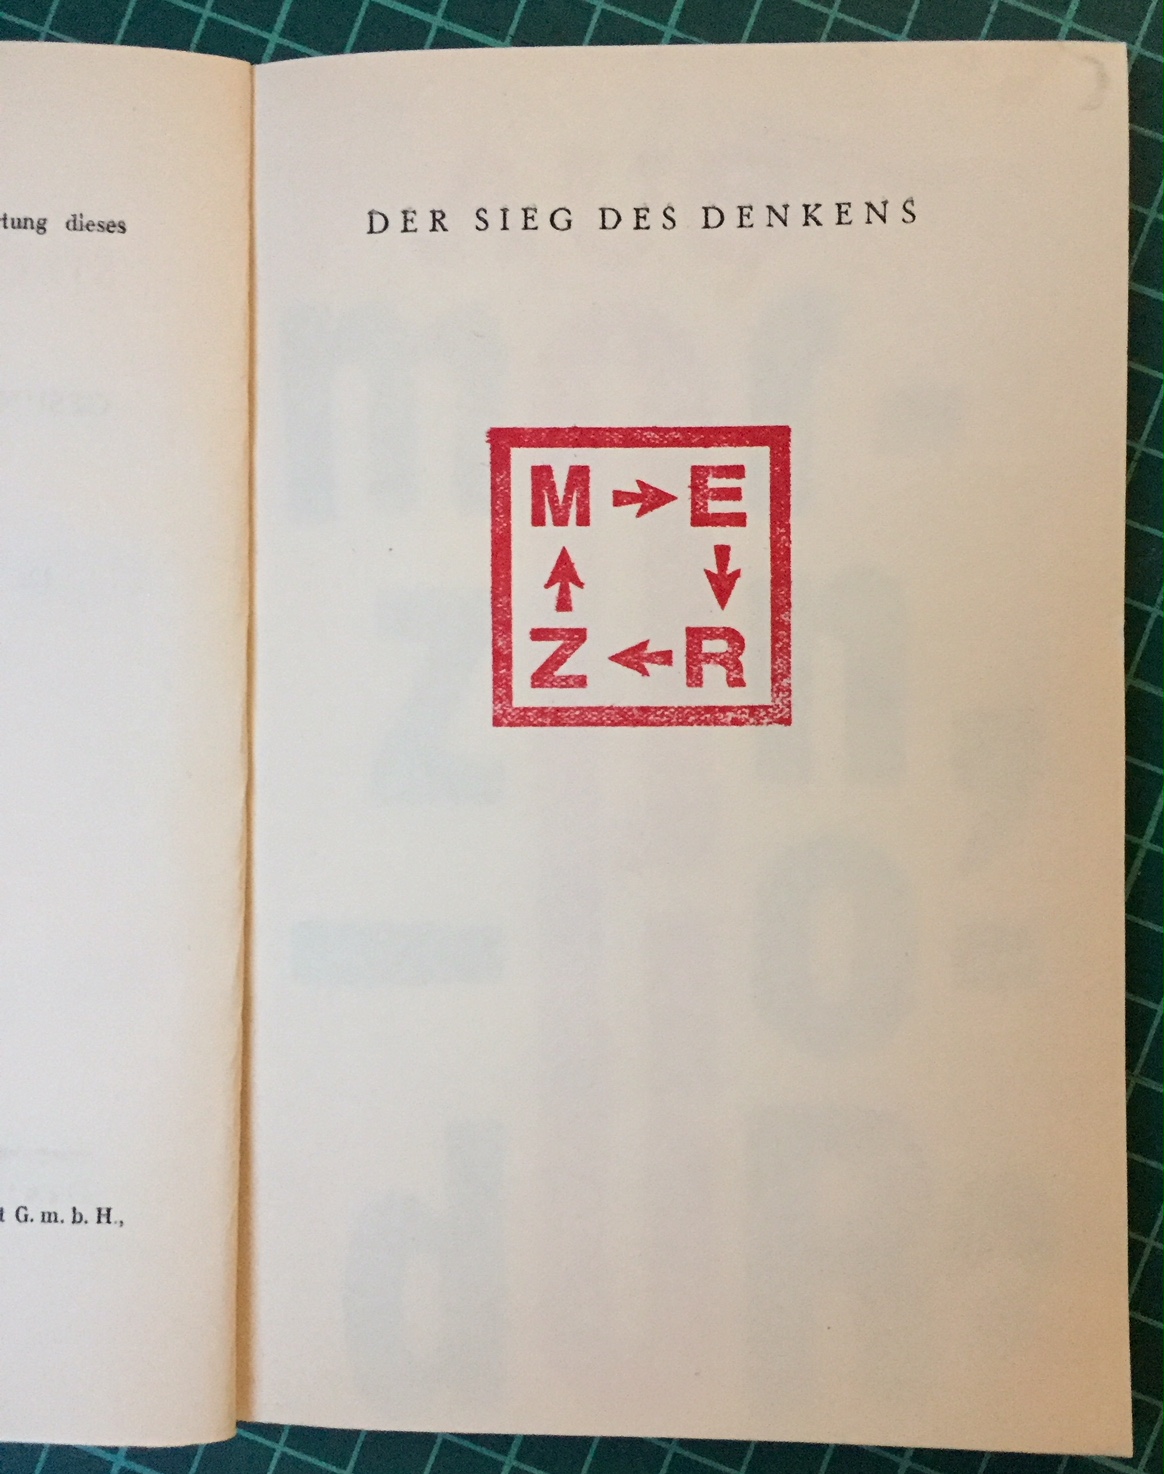 rtung dieses
t G. m. b. H.,
DER SIEG DES DENKENS
M → E
↑ ↓
Z ← R